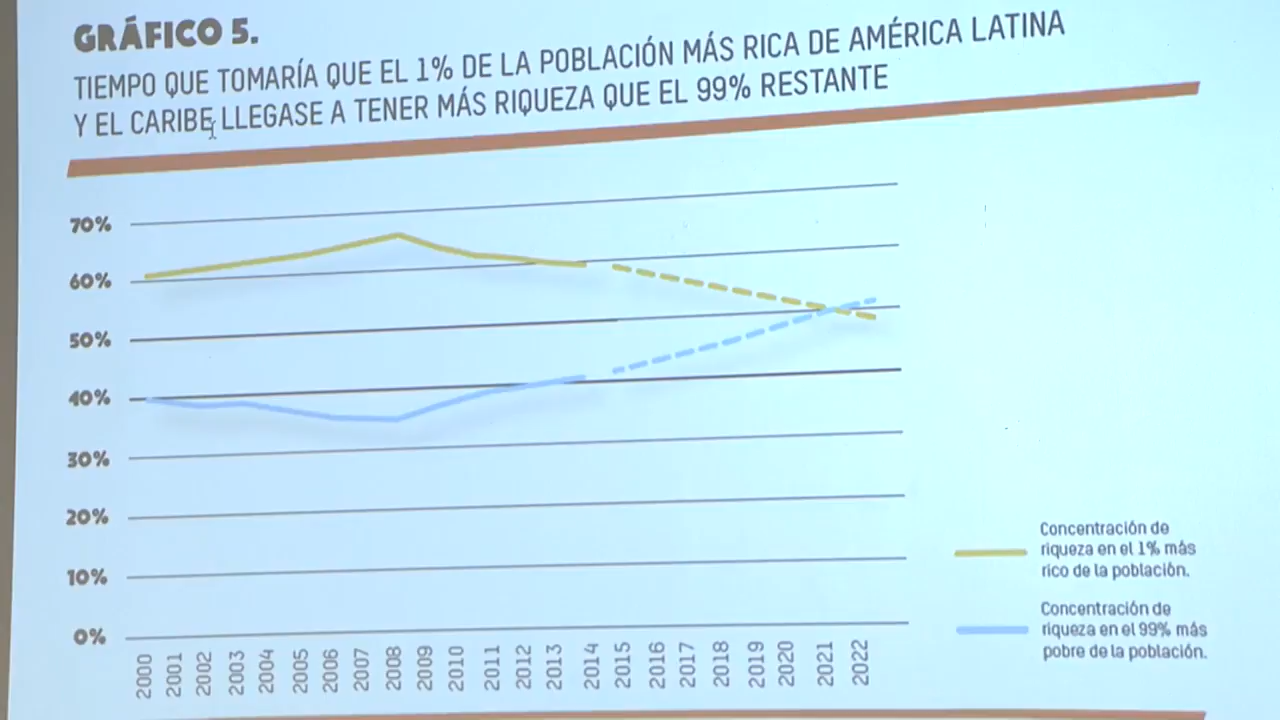 GRÁFICO 5.
TIEMPO QUE TOMARÍA QUE EL 1% DE LA POBLACIÓN MÁS RICA DE AMÉRICA LATINA
Y EL CARIBE LLEGASE A TENER MÁS RIQUEZA QUE EL 99% RESTANTE
70%
60%
50%
40%
30%
20%
10%
0%
2000 2001 2002 2003 2004 2005 2006 2007 2008 2009 2010 2011 2012 2013 2014 2015 2016 2017 2018 2019 2020 2021 2022
Concentración de
riqueza en el 1% más
rico de la población.
Concentración de
riqueza en el 99% más
pobre de la población.